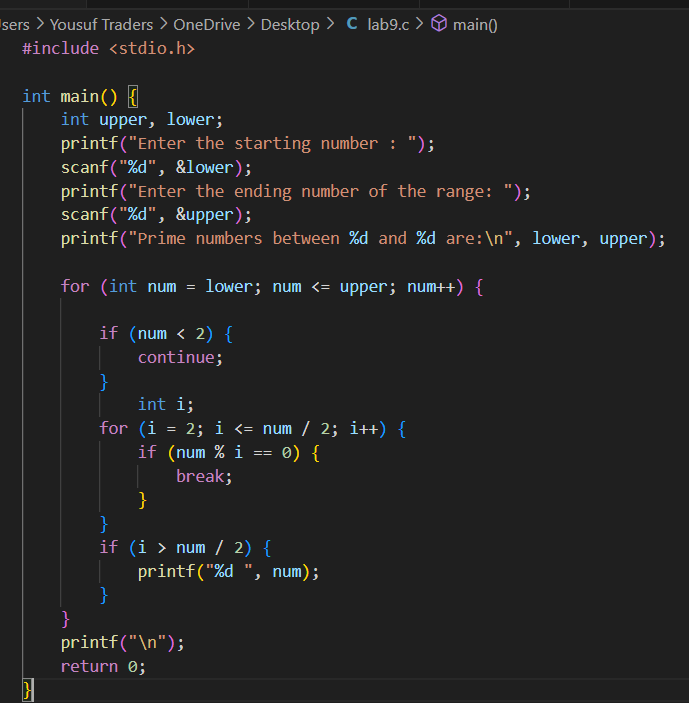 sers > Yousuf Traders > OneDrive > Desktop > C lab9.c > main()
#include <stdio.h>

int main() {
    int upper, lower;
    printf("Enter the starting number : ");
    scanf("%d", &lower);
    printf("Enter the ending number of the range: ");
    scanf("%d", &upper);
    printf("Prime numbers between %d and %d are:\n", lower, upper);

    for (int num = lower; num <= upper; num++) {

        if (num < 2) {
            continue;
        }
            int i;
        for (i = 2; i <= num / 2; i++) {
            if (num % i == 0) {
                break;
            }
        }
        if (i > num / 2) {
            printf("%d ", num);
        }
    }
    printf("\n");
    return 0;
}